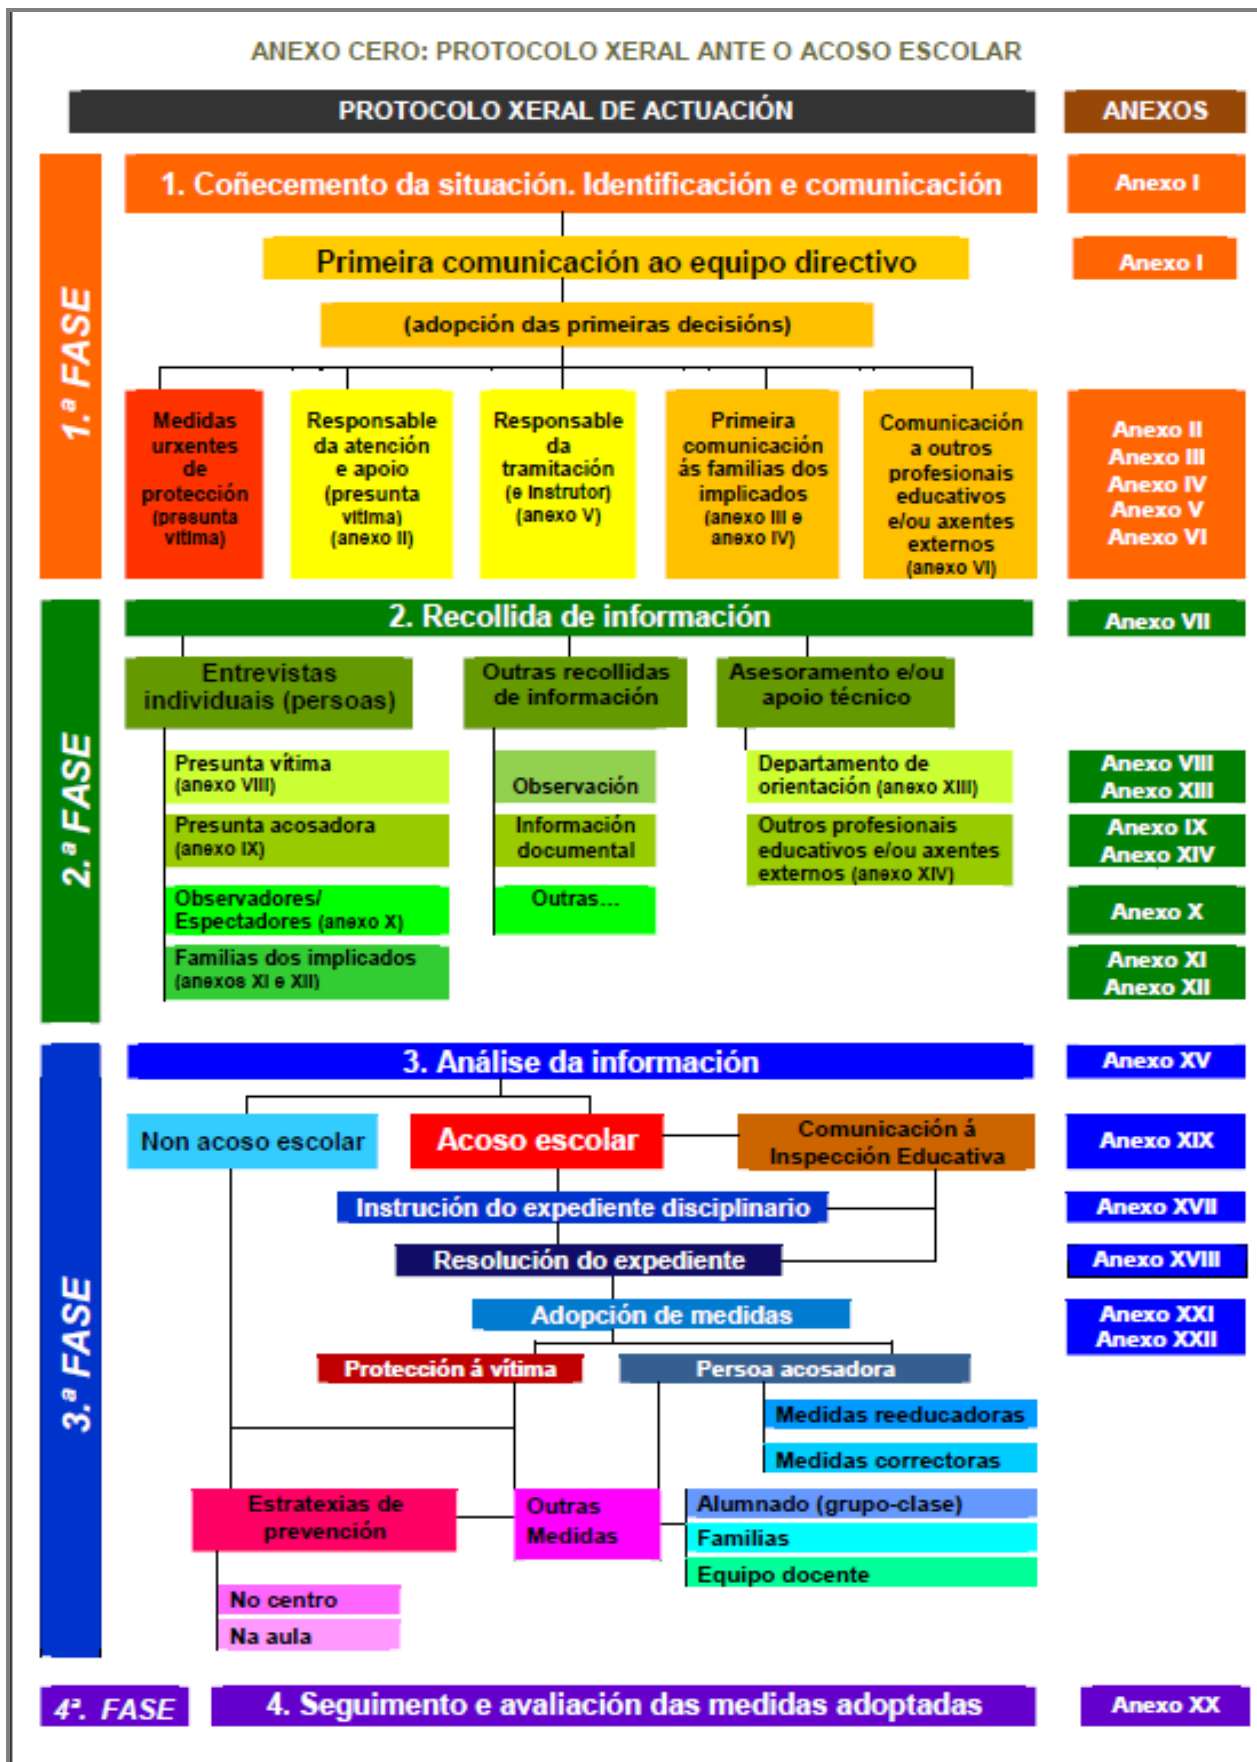 ANEXO CERO: PROTOCOLO XERAL ANTE O ACOSO ESCOLAR
PROTOCOLO XERAL DE ACTUACIÓN
ANEXOS
1.ª FASE
1. Coñecemento da situación. Identificación e comunicación
Anexo I
Primeira comunicación ao equipo directivo
Anexo I
(adopción das primeiras decisións)
Medidas
urxentes
de
protección
(presunta
vítima)
Responsable
da atención
e apoio
(presunta
vítima)
(anexo II)
Responsable
da
tramitación
(e Instrutor)
(anexo V)
Primeira
comunicación
ás familias dos
implicados
(anexo III e
anexo IV)
Comunicación
a outros
profesionais
educativos
e/ou axentes
externos
(anexo VI)
Anexo II
Anexo III
Anexo IV
Anexo V
Anexo VI
2.ª FASE
2. Recollida de información
Anexo VII
Entrevistas
individuais (persoas)
Outras recollidas
de información
Asesoramento e/ou
apoio técnico
Presunta vítima
(anexo VIII)
Presunta acosadora
(anexo IX)
Observadores/
Espectadores (anexo X)
Familias dos implicados
(anexos XI e XII)
Observación
Información
documental
Outras...
Departamento de
orientación (anexo XIII)
Outros profesionais
educativos e/ou axentes
externos (anexo XIV)
Anexo VIII
Anexo XIII
Anexo IX
Anexo XIV
Anexo X
Anexo XI
Anexo XII
3.ª FASE
3. Análise da información
Anexo XV
Non acoso escolar
Acoso escolar
Comunicación á
Inspección Educativa
Anexo XIX
Instrución do expediente disciplinario
Anexo XVII
Resolución do expediente
Anexo XVIII
Adopción de medidas
Anexo XXI
Anexo XXII
Protección á vítima
Persoa acosadora
Medidas reeducadoras
Medidas correctoras
Estratexias de
prevención
Outras
Medidas
Alumnado (grupo-clase)
Familias
Equipo docente
No centro
Na aula
4ª. FASE
4. Seguimento e avaliación das medidas adoptadas
Anexo XX